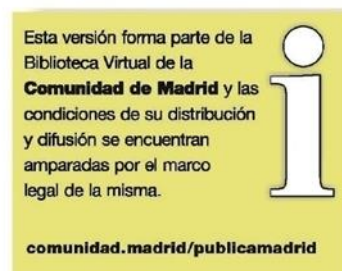 Esta versión forma parte de la
Biblioteca Virtual de la
Comunidad de Madrid y las
condiciones de su distribución
y difusión se encuentran
amparadas por el marco
legal de la misma.
comunidad.madrid/publicamadrid